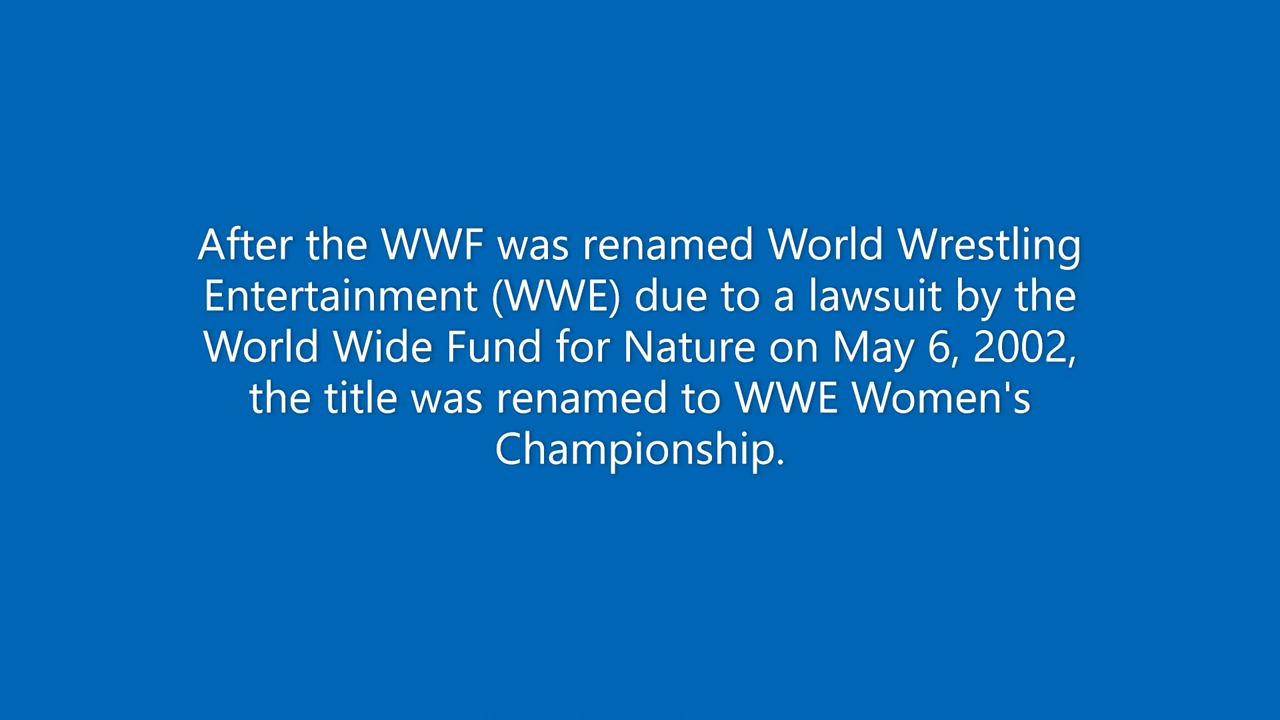 After the WWF was renamed World Wrestling
Entertainment (WWE) due to a lawsuit by the
World Wide Fund for Nature on May 6, 2002,
the title was renamed to WWE Women's
Championship.